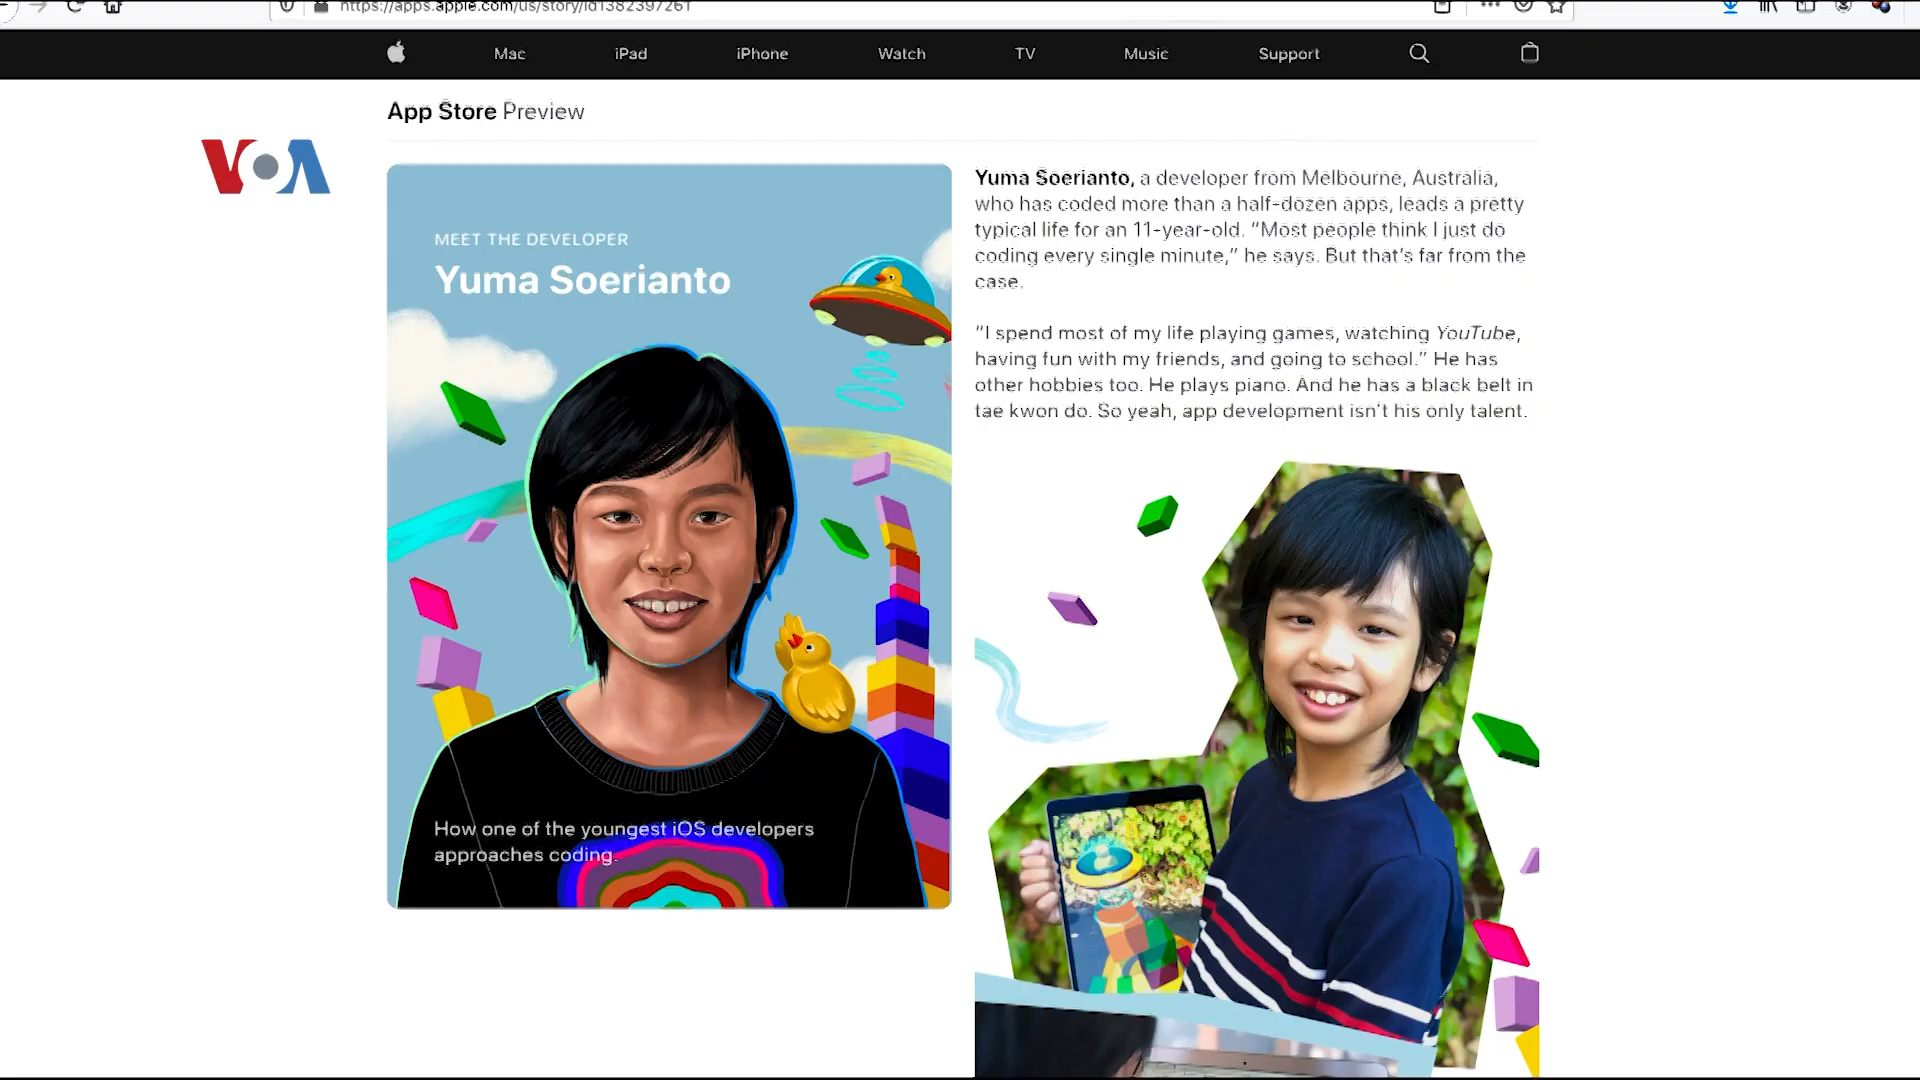 https://apps.apple.com/us/story/id1382397261
Mac iPad iPhone Watch TV Music Support
App Store Preview
VOA
MEET THE DEVELOPER
Yuma Soerianto
How one of the youngest iOS developers
approaches coding.
Yuma Soerianto, a developer from Melbourne, Australia,
who has coded more than a half-dozen apps, leads a pretty
typical life for an 11-year-old. "Most people think I just do
coding every single minute," he says. But that's far from the
case.
"I spend most of my life playing games, watching YouTube,
having fun with my friends, and going to school." He has
other hobbies too. He plays piano. And he has a black belt in
tae kwon do. So yeah, app development isn't his only talent.